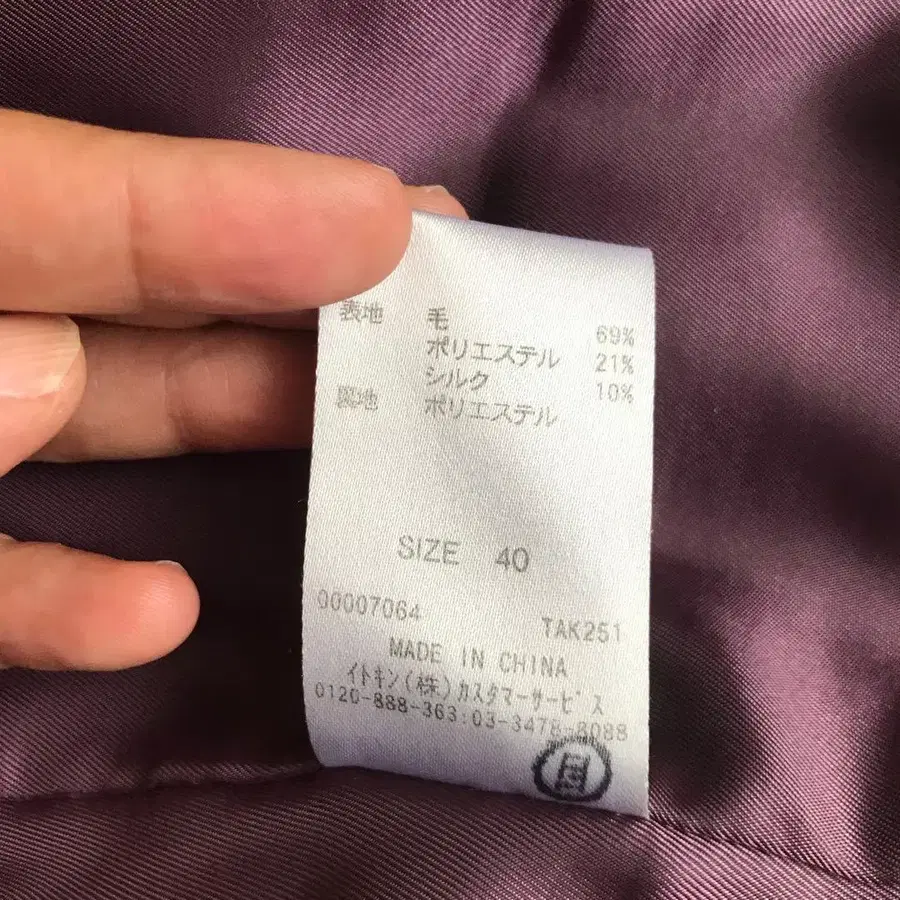 表地 毛 69%
ポリエステル 21%
シルク 10%
裏地 ポリエステル
SIZE 40
00007064 TAK251
MADE IN CHINA
イトキン(株)カスタマーサービス
0120-888-363:03-3478-8088